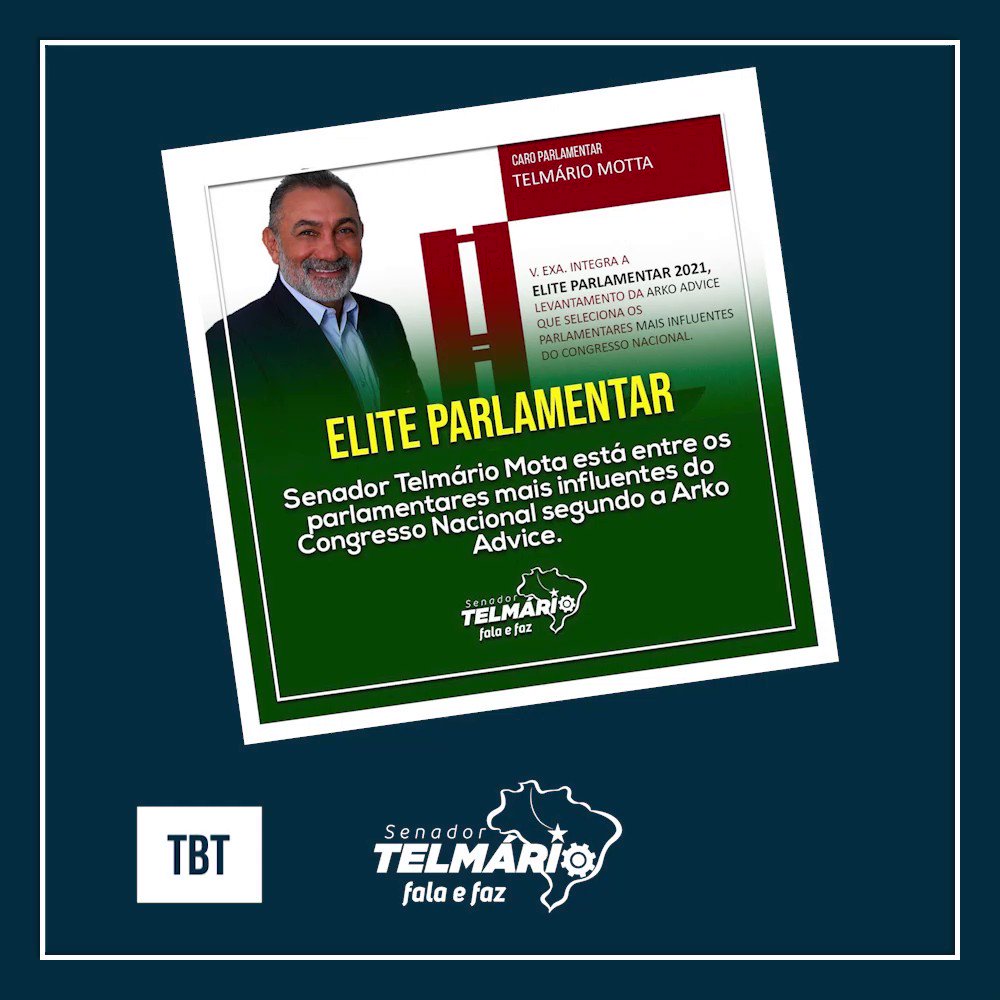 CARO PARLAMENTAR
TELMÁRIO MOTTA
V. EXA. INTEGRA A
ELITE PARLAMENTAR 2021,
LEVANTAMENTO DA ARKO ADVICE
QUE SELECIONA OS
PARLAMENTARES MAIS INFLUENTES
DO CONGRESSO NACIONAL.
ELITE PARLAMENTAR
Senador Telmário Mota está entre os
parlamentares mais influentes do
Congresso Nacional segundo a Arko
Advice.
Senador
TELMÁRIO
fala e faz
TBT
Senador
TELMÁRIO
fala e faz